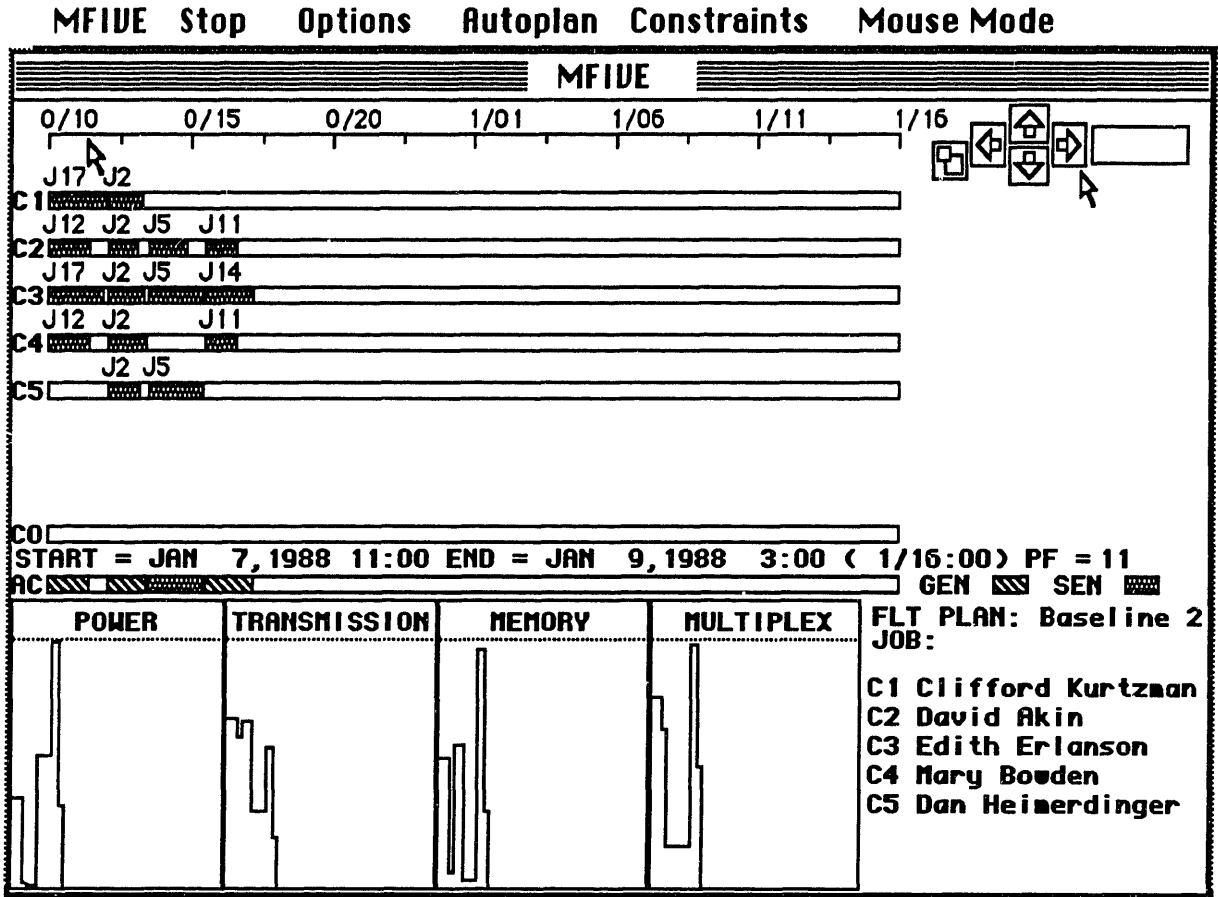 MFIVE Stop Options Autoplan Constraints Mouse Mode
MFIVE
0/10 0/15 0/20 1/01 1/06 1/11 1/16
J17 J2
C1
J12 J2 J5 J11
C2
J17 J2 J5 J14
C3
J12 J2 J11
C4
J2 J5
C5
C0
START = JAN 7,1988 11:00 END = JAN 9,1988 3:00 ( 1/16:00) PF = 11
AC GEN SEN
POWER TRANSMISSION MEMORY MULTIPLEX
FLT PLAN: Baseline 2
JOB:
C1 Clifford Kurtzman
C2 David Akin
C3 Edith Erlanson
C4 Mary Bowden
C5 Dan Heimerdinger